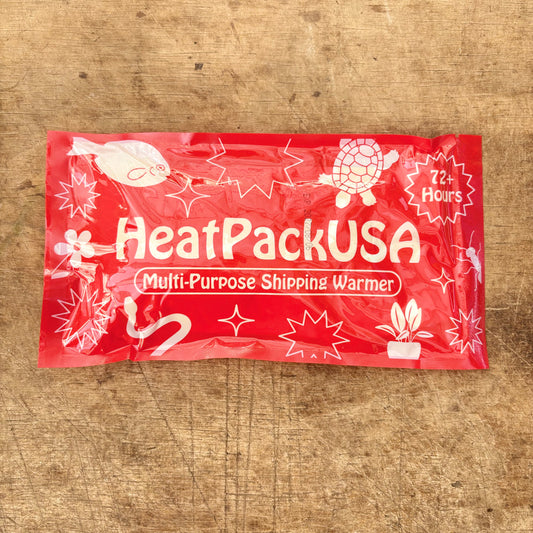 72+
Hours
HeatPackUSA
Multi-Purpose Shipping Warmer